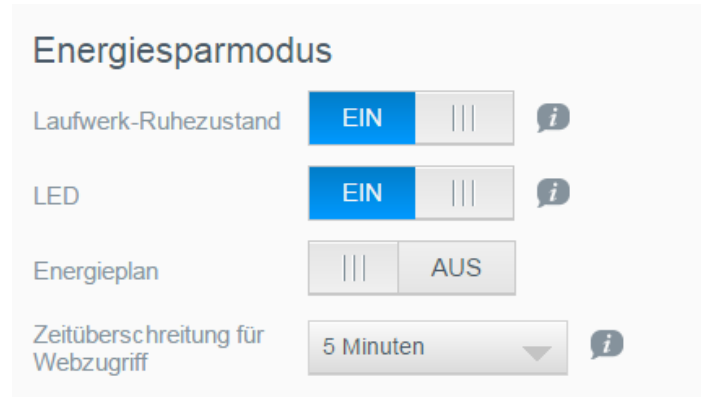 Energiesparmodus
Laufwerk-Ruhezustand EIN
LED EIN
Energieplan AUS
Zeitüberschreitung für
Webzugriff
5 Minuten